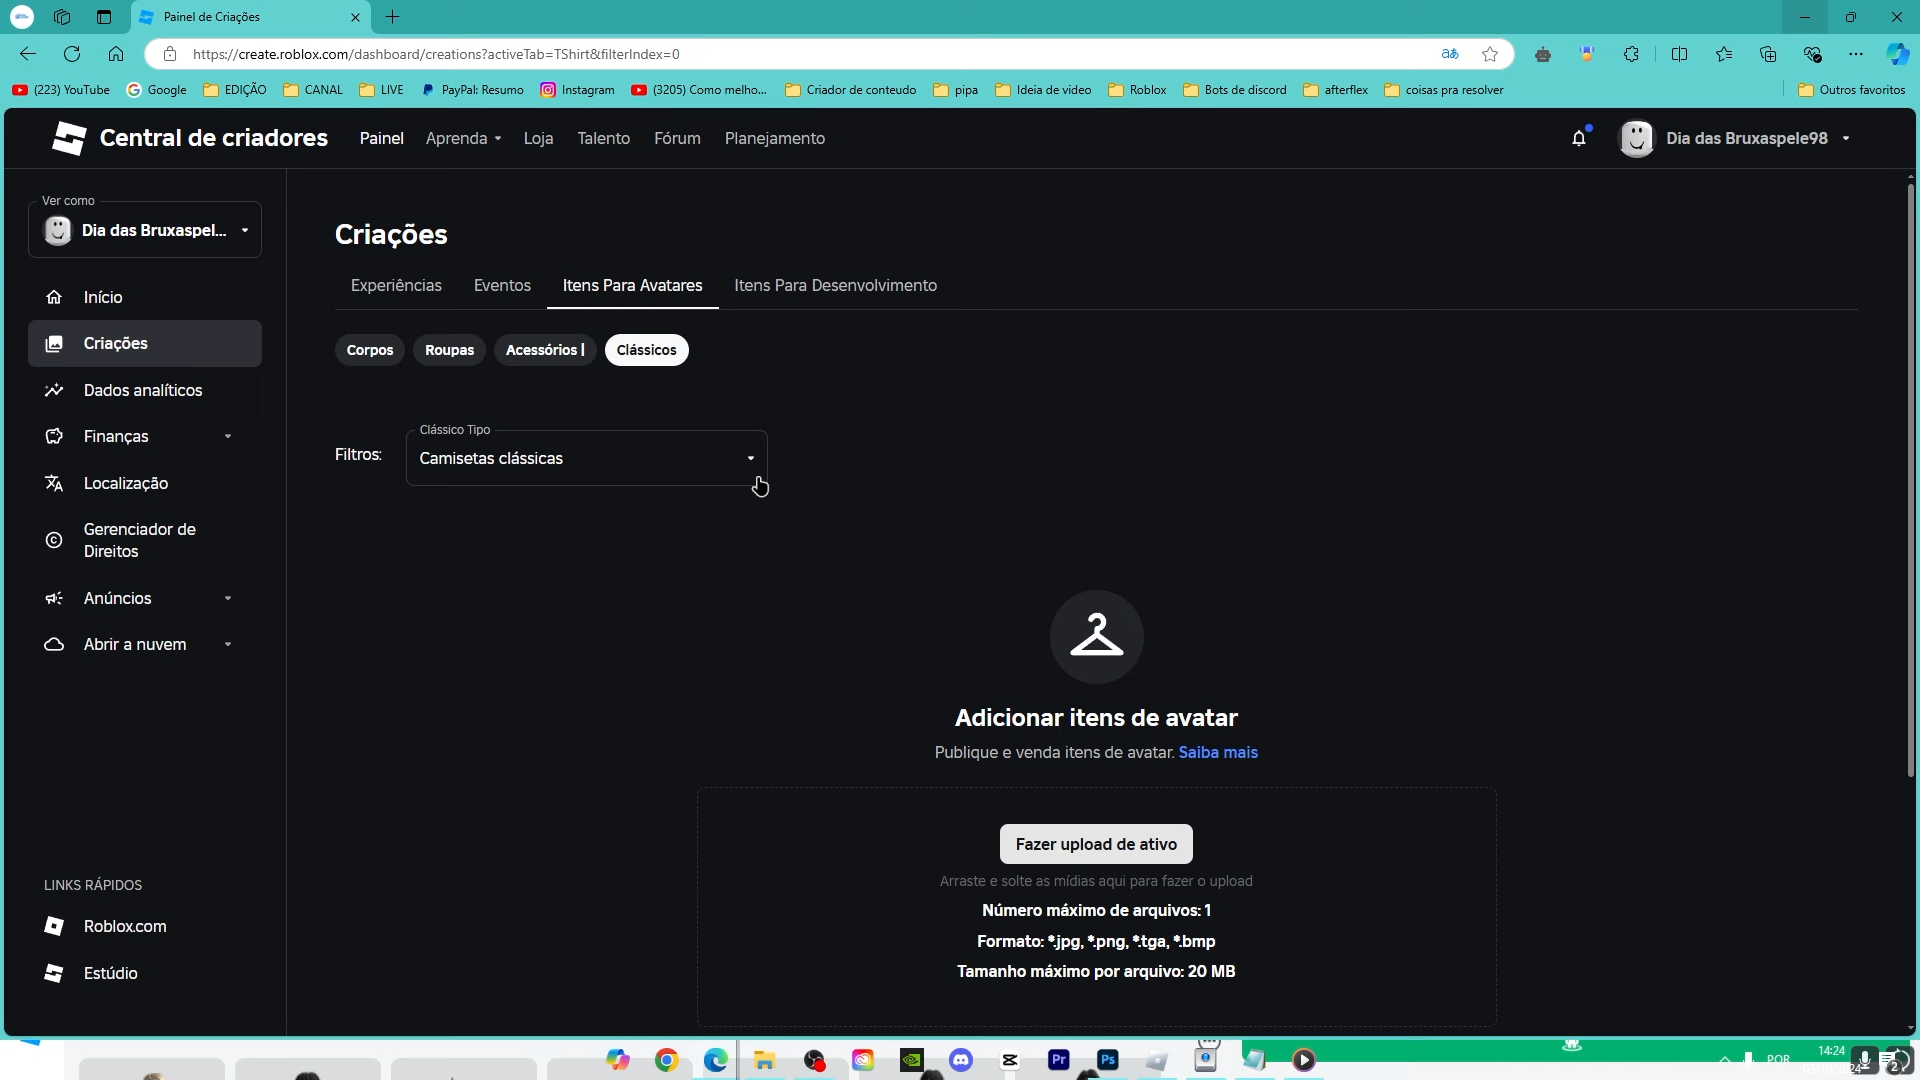 Painel de Criações
https://create.roblox.com/dashboard/creations?activeTab=TShirt&filterIndex=0
aあ
(223) YouTube
Google
EDIÇÃO
CANAL
LIVE
PayPal: Resumo
Instagram
(3205) Como melho...
Criador de conteudo
pipa
Ideia de video
Roblox
Bots de discord
afterflex
coisas pra resolver
Outros favoritos
Central de criadores
Painel
Aprenda
Loja
Talento
Fórum
Planejamento
Dia das Bruxaspele98
Ver como
Dia das Bruxaspel...
Início
Criações
Dados analíticos
Finanças
Localização
Gerenciador de
Direitos
Anúncios
Abrir a nuvem
LINKS RÁPIDOS
Roblox.com
Estúdio
Criações
Experiências
Eventos
Itens Para Avatares
Itens Para Desenvolvimento
Corpos
Roupas
Acessórios |
Clássicos
Filtros:
Clássico Tipo
Camisetas clássicas
Adicionar itens de avatar
Publique e venda itens de avatar. Saiba mais
Fazer upload de ativo
Arraste e solte as mídias aqui para fazer o upload
Número máximo de arquivos: 1
Formato: *.jpg, *.png, *.tga, *.bmp
Tamanho máximo por arquivo: 20 MB
Pr
Ps
POR
14:24
2